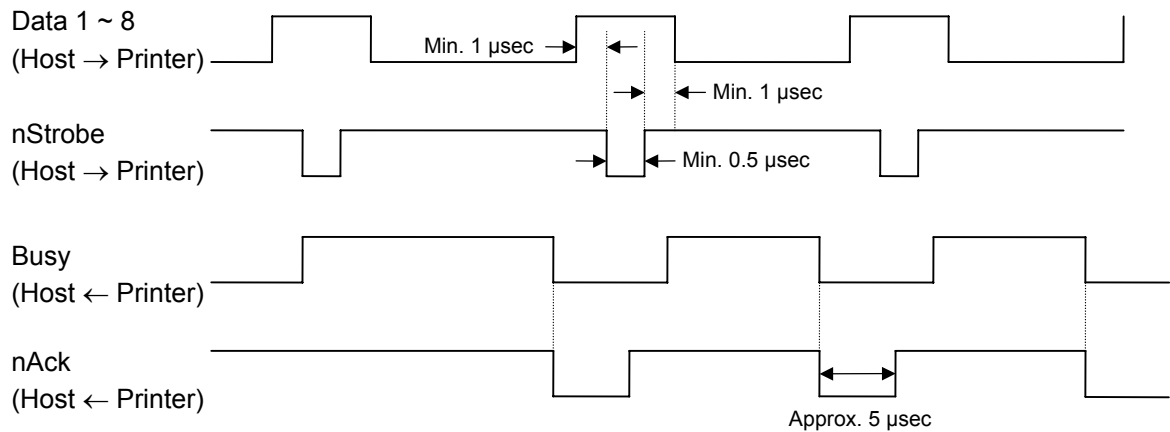 Data 1 ~ 8
(Host → Printer)
Min. 1 µsec
Min. 1 µsec
nStrobe
(Host → Printer)
Min. 0.5 µsec
Busy
(Host ← Printer)
nAck
(Host ← Printer)
Approx. 5 µsec